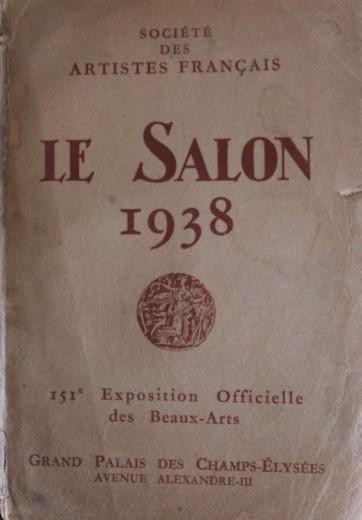 SOCIÉTÉ
DES
ARTISTES FRANÇAIS
LE SALON
1938
151e Exposition Officielle
des Beaux-Arts
GRAND PALAIS DES CHAMPS-ÉLYSÉES
AVENUE ALEXANDRE-III